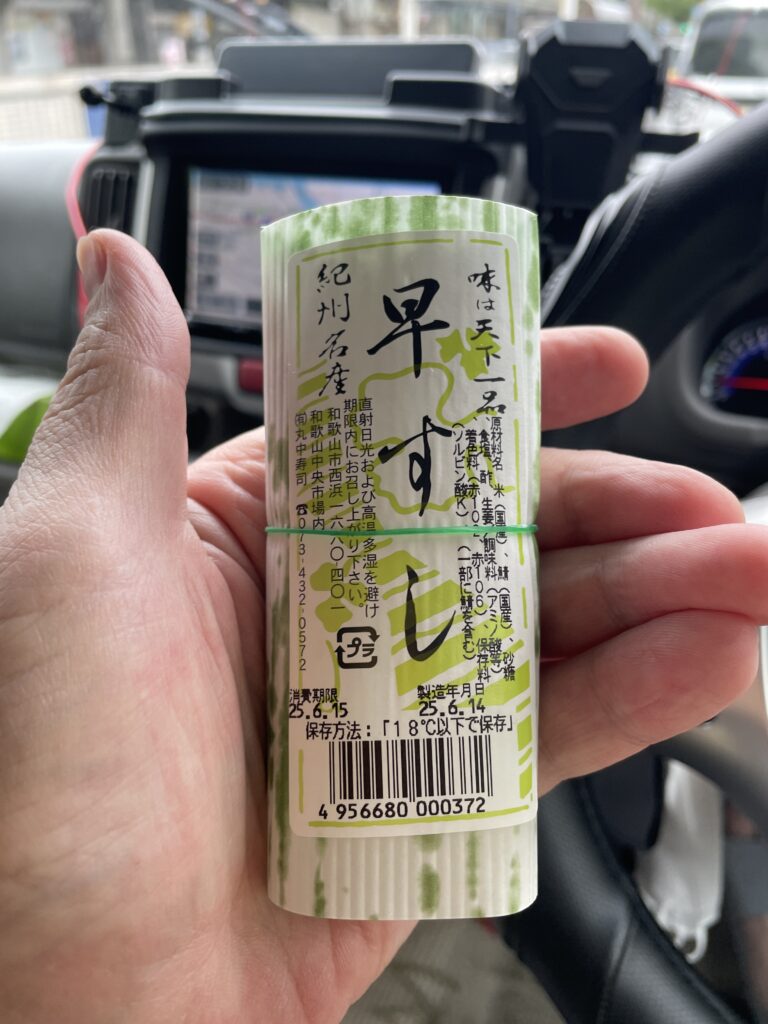 味は天下一品
早すし
紀州名産
原材料名、米(国産)、鯖(国産)、砂糖
、食塩、酢、生姜、調味料(アミノ酸等)
着色料(赤102、赤106)、保存料
(ソルビン酸K)(一部に鯖を含む)
直射日光および高温多湿を避け
期限内にお召し上がり下さい。
和歌山市西浜一六六〇-四〇一
和歌山中央市場内
㈲丸中寿司 ☎073-432-0572
プラ
製造年月日
25.6.14
消費期限
25.6.15
保存方法:「18℃以下で保存」
4 956680 000372